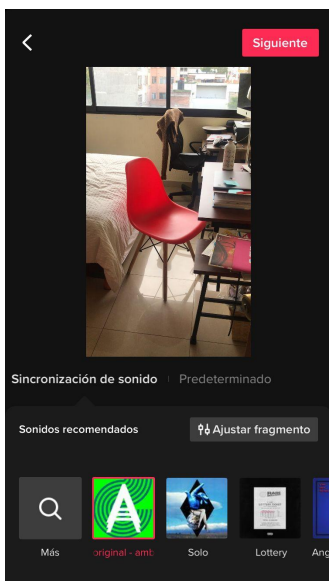 Siguiente
Sincronización de sonido
Predeterminado
Sonidos recomendados
Ajustar fragmento
A
Más
original - amb
Solo
Lottery
Ang